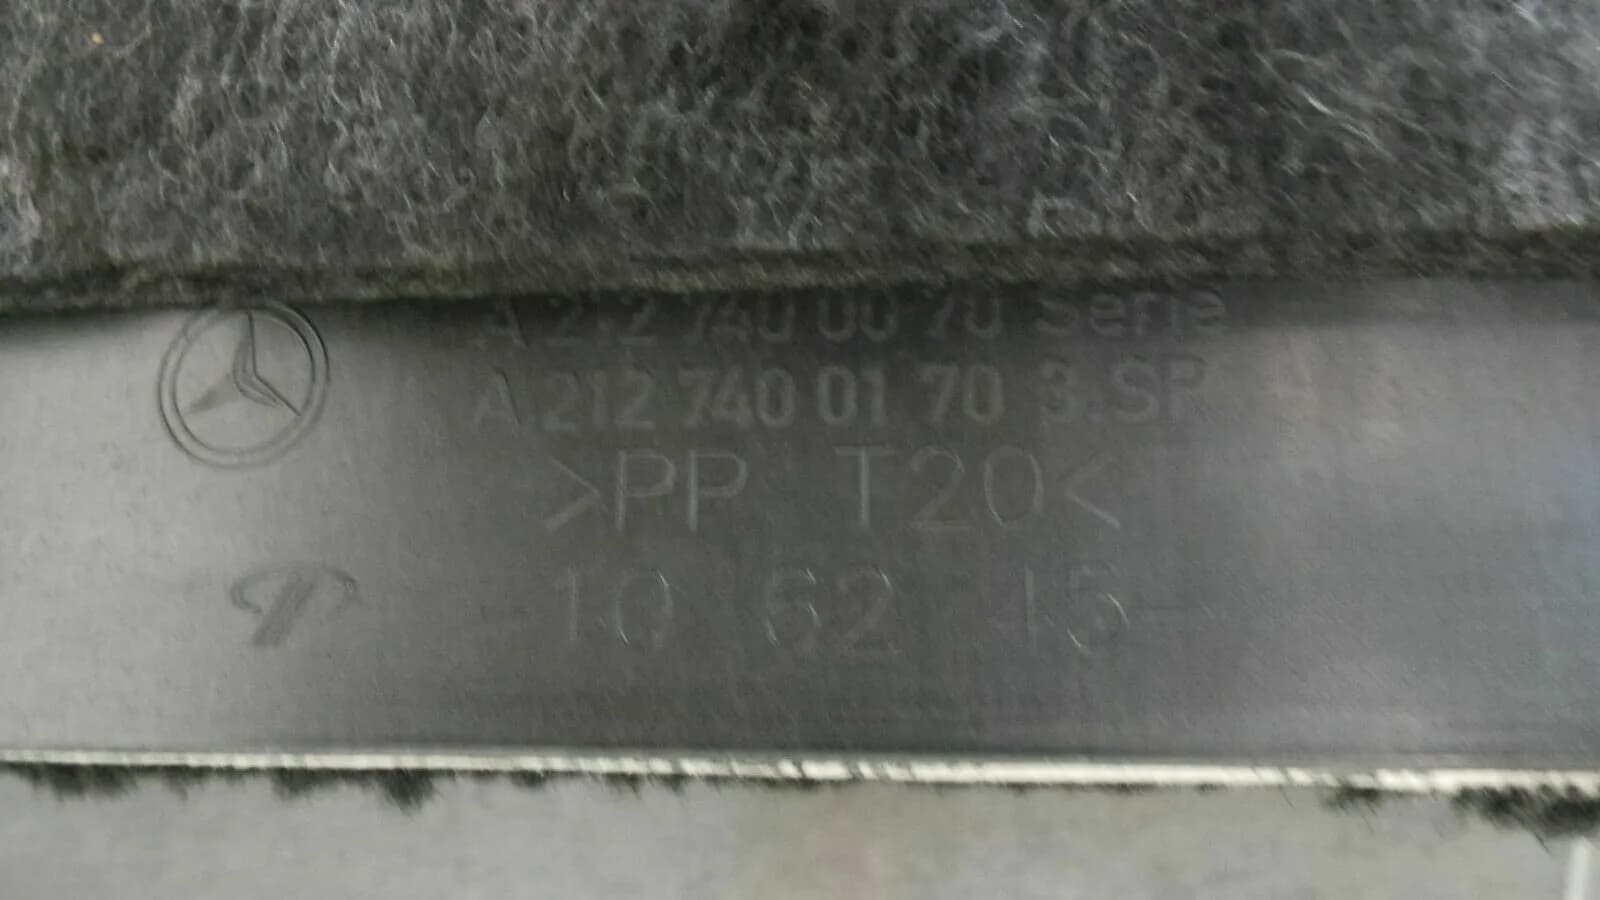 A 212 740 00 70 Serie
A 212 740 01 70 3.SP
>PP T20<
10 62 15